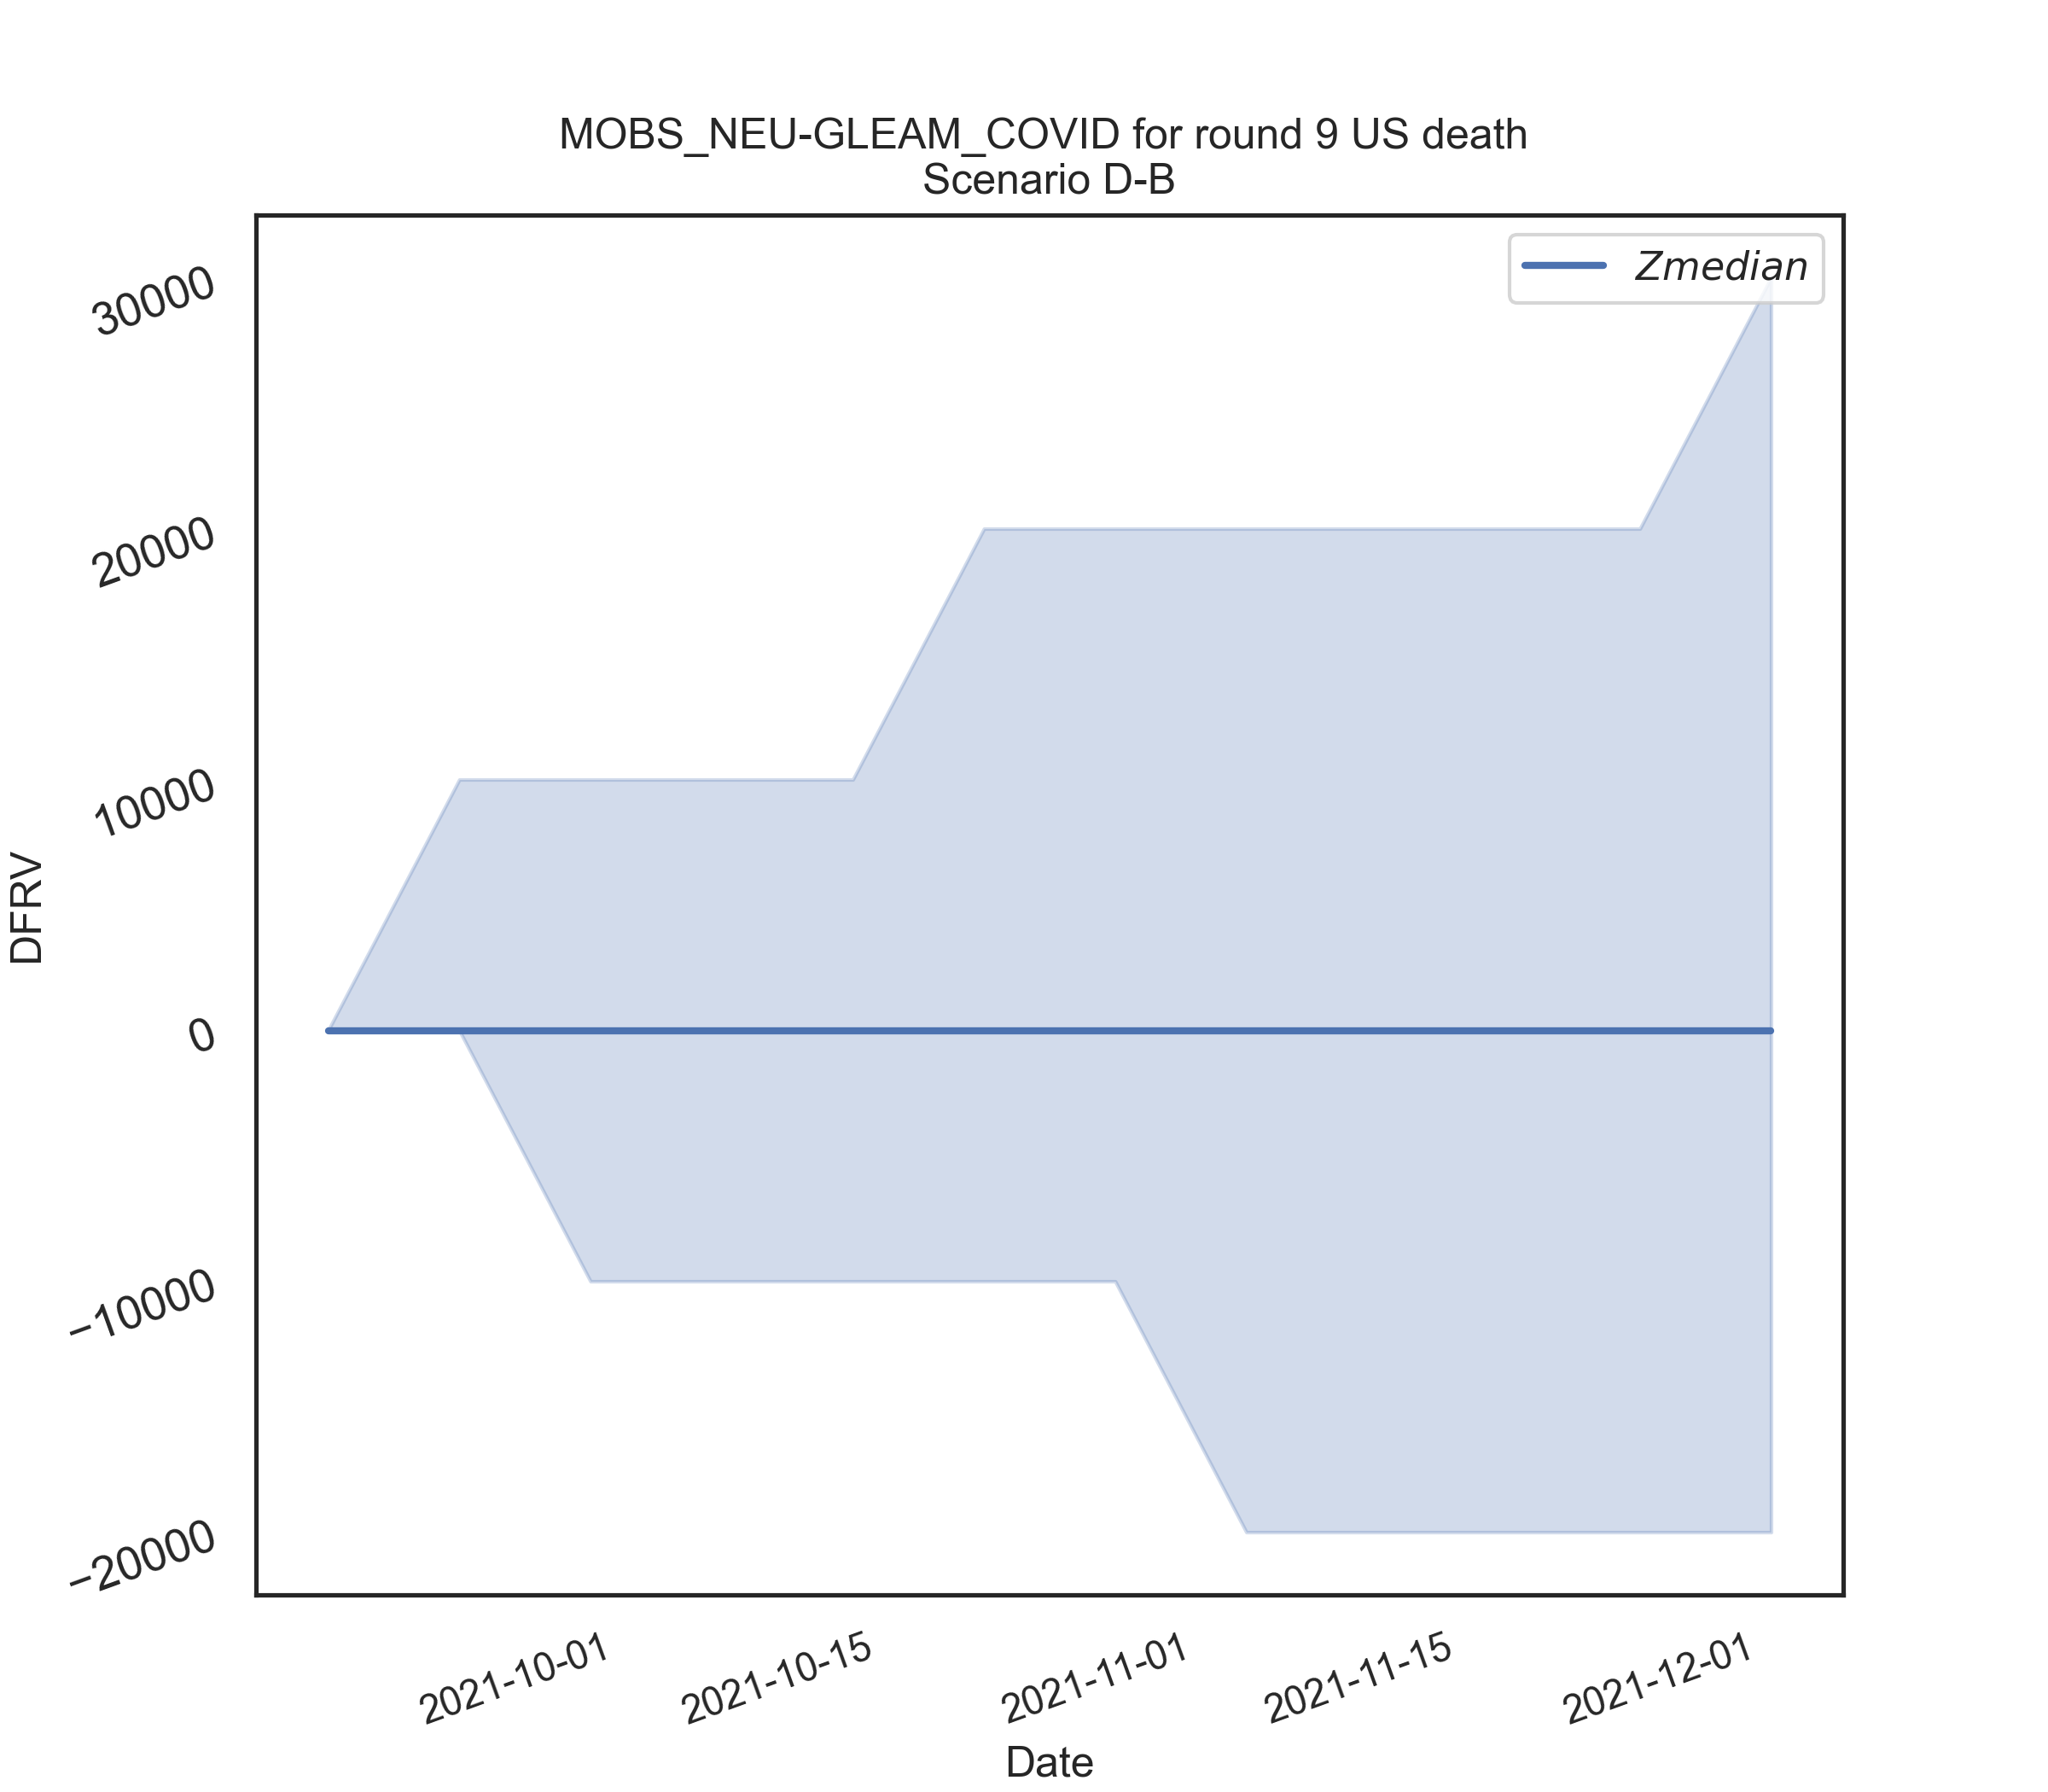 MOBS_NEU-GLEAM_COVID for round 9 US death
Scenario D-B
Zmedian
30000
20000
10000
0
−10000
−20000
DFRV
2021-10-01
2021-10-15
2021-11-01
2021-11-15
2021-12-01
Date